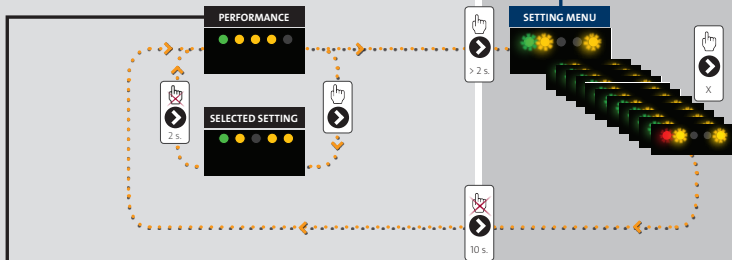 PERFORMANCE
SETTING MENU
> 2 s.
X
2 s.
SELECTED SETTING
10 s.